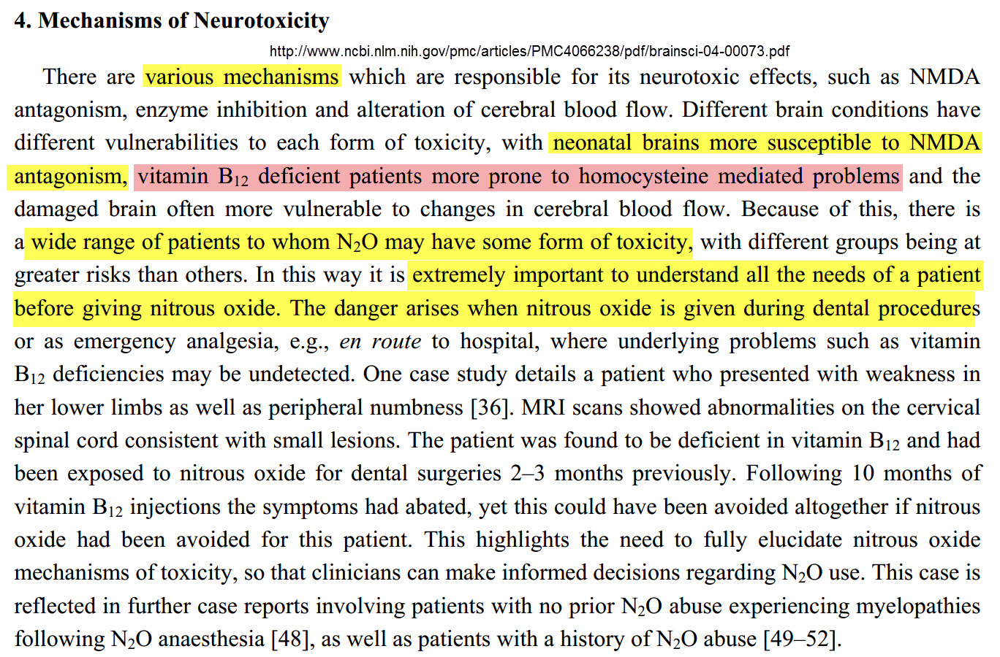 4. Mechanisms of Neurotoxicity
http://www.ncbi.nlm.nih.gov/pmc/articles/PMC4066238/pdf/brainsci-04-00073.pdf
There are various mechanisms which are responsible for its neurotoxic effects, such as NMDA
antagonism, enzyme inhibition and alteration of cerebral blood flow. Different brain conditions have
different vulnerabilities to each form of toxicity, with neonatal brains more susceptible to NMDA
antagonism, vitamin B12 deficient patients more prone to homocysteine mediated problems and the
damaged brain often more vulnerable to changes in cerebral blood flow. Because of this, there is
a wide range of patients to whom N2O may have some form of toxicity, with different groups being at
greater risks than others. In this way it is extremely important to understand all the needs of a patient
before giving nitrous oxide. The danger arises when nitrous oxide is given during dental procedures
or as emergency analgesia, e.g., en route to hospital, where underlying problems such as vitamin
B12 deficiencies may be undetected. One case study details a patient who presented with weakness in
her lower limbs as well as peripheral numbness [36]. MRI scans showed abnormalities on the cervical
spinal cord consistent with small lesions. The patient was found to be deficient in vitamin B12 and had
been exposed to nitrous oxide for dental surgeries 2–3 months previously. Following 10 months of
vitamin B12 injections the symptoms had abated, yet this could have been avoided altogether if nitrous
oxide had been avoided for this patient. This highlights the need to fully elucidate nitrous oxide
mechanisms of toxicity, so that clinicians can make informed decisions regarding N2O use. This case is
reflected in further case reports involving patients with no prior N2O abuse experiencing myelopathies
following N2O anaesthesia [48], as well as patients with a history of N2O abuse [49–52].